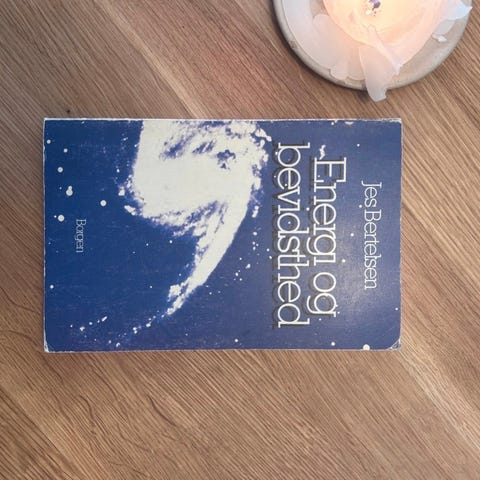 Jes Bertelsen
Energi og
bevidsthed
Borgen